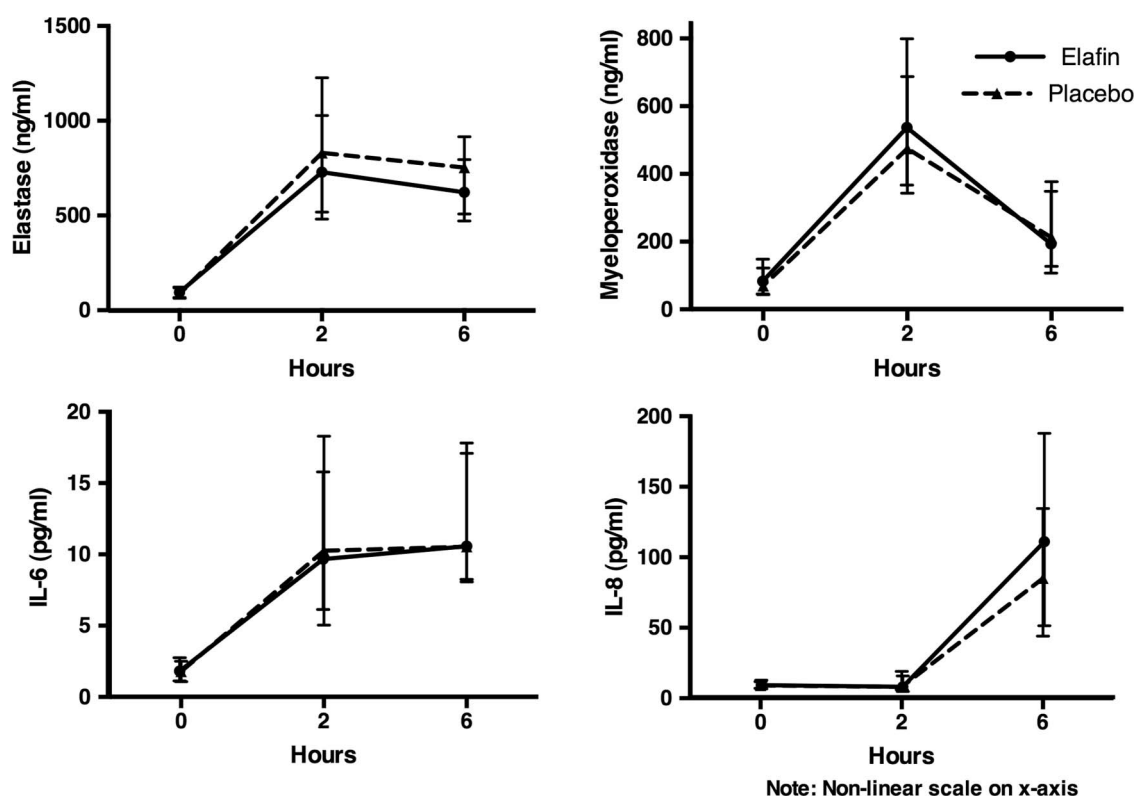 Elastase (ng/ml)
1500
1000
500
0
0 2 6
Hours
Myeloperoxidase (ng/ml)
800
600
400
200
0
0 2 6
Hours
Elafin
Placebo
IL-6 (pg/ml)
20
15
10
5
0
0 2 6
Hours
IL-8 (pg/ml)
200
150
100
50
0
0 2 6
Hours
Note: Non-linear scale on x-axis